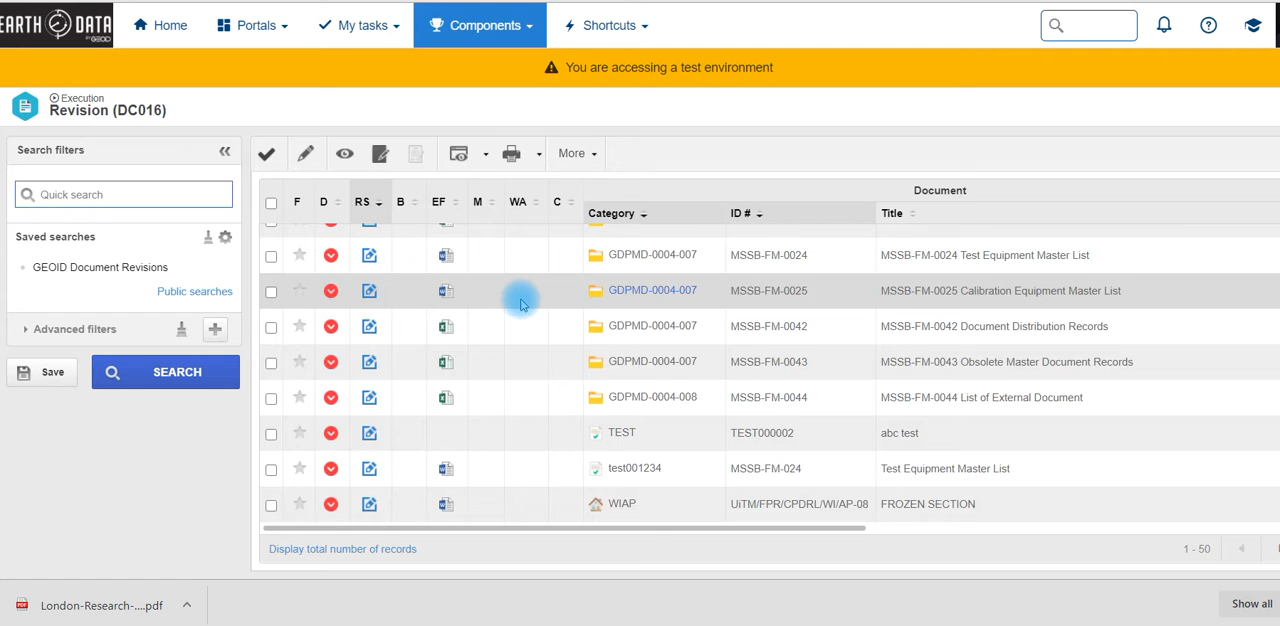 EARTH DATA
BY GEOID
Home
Portals
My tasks
Components
Shortcuts
You are accessing a test environment
Execution
Revision (DC016)
Search filters
Quick search
Saved searches
GEOID Document Revisions
Public searches
Advanced filters
Save
SEARCH
More
F D RS B EF M WA C Document
Category ID # Title
GDPMD-0004-007 MSSB-FM-0024 MSSB-FM-0024 Test Equipment Master List
GDPMD-0004-007 MSSB-FM-0025 MSSB-FM-0025 Calibration Equipment Master List
GDPMD-0004-007 MSSB-FM-0042 MSSB-FM-0042 Document Distribution Records
GDPMD-0004-007 MSSB-FM-0043 MSSB-FM-0043 Obsolete Master Document Records
GDPMD-0004-008 MSSB-FM-0044 MSSB-FM-0044 List of External Document
TEST TEST000002 abc test
test001234 MSSB-FM-024 Test Equipment Master List
WIAP UiTM/FPR/CPDRL/WI/AP-08 FROZEN SECTION
Display total number of records
1 - 50
London-Research-....pdf
Show all